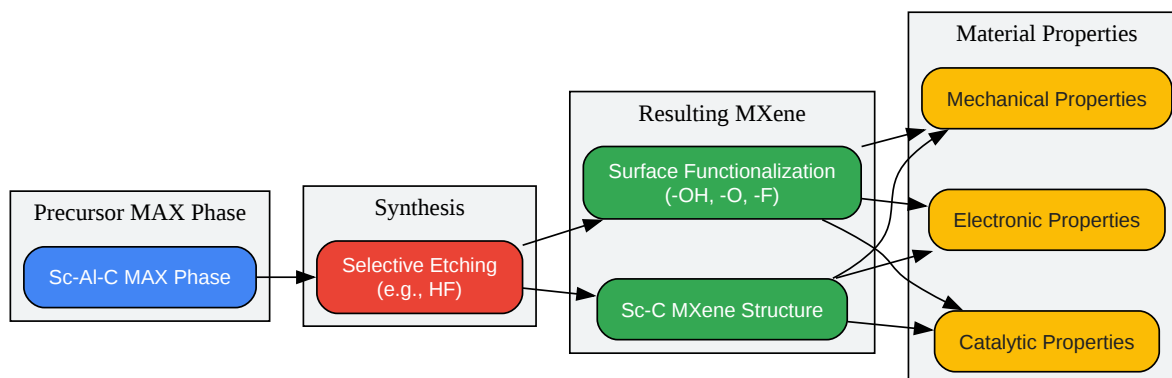 Precursor MAX Phase
Sc-Al-C MAX Phase
Synthesis
Selective Etching
(e.g., HF)
Resulting MXene
Surface Functionalization
(-OH, -O, -F)
Sc-C MXene Structure
Material Properties
Mechanical Properties
Electronic Properties
Catalytic Properties